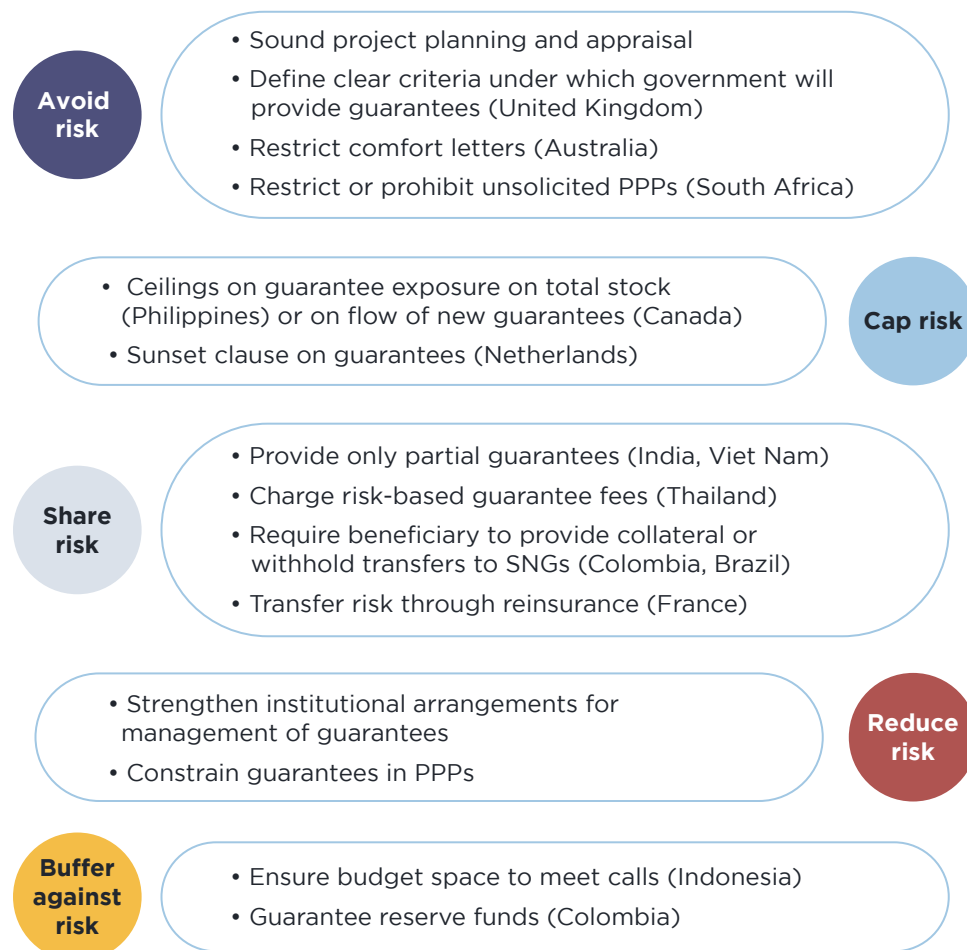 Avoid
risk
• Sound project planning and appraisal
• Define clear criteria under which government will
provide guarantees (United Kingdom)
• Restrict comfort letters (Australia)
• Restrict or prohibit unsolicited PPPs (South Africa)
• Ceilings on guarantee exposure on total stock
(Philippines) or on flow of new guarantees (Canada)
• Sunset clause on guarantees (Netherlands)
Cap risk
Share
risk
• Provide only partial guarantees (India, Viet Nam)
• Charge risk-based guarantee fees (Thailand)
• Require beneficiary to provide collateral or
withhold transfers to SNGs (Colombia, Brazil)
• Transfer risk through reinsurance (France)
• Strengthen institutional arrangements for
management of guarantees
• Constrain guarantees in PPPs
Reduce
risk
Buffer
against
risk
• Ensure budget space to meet calls (Indonesia)
• Guarantee reserve funds (Colombia)